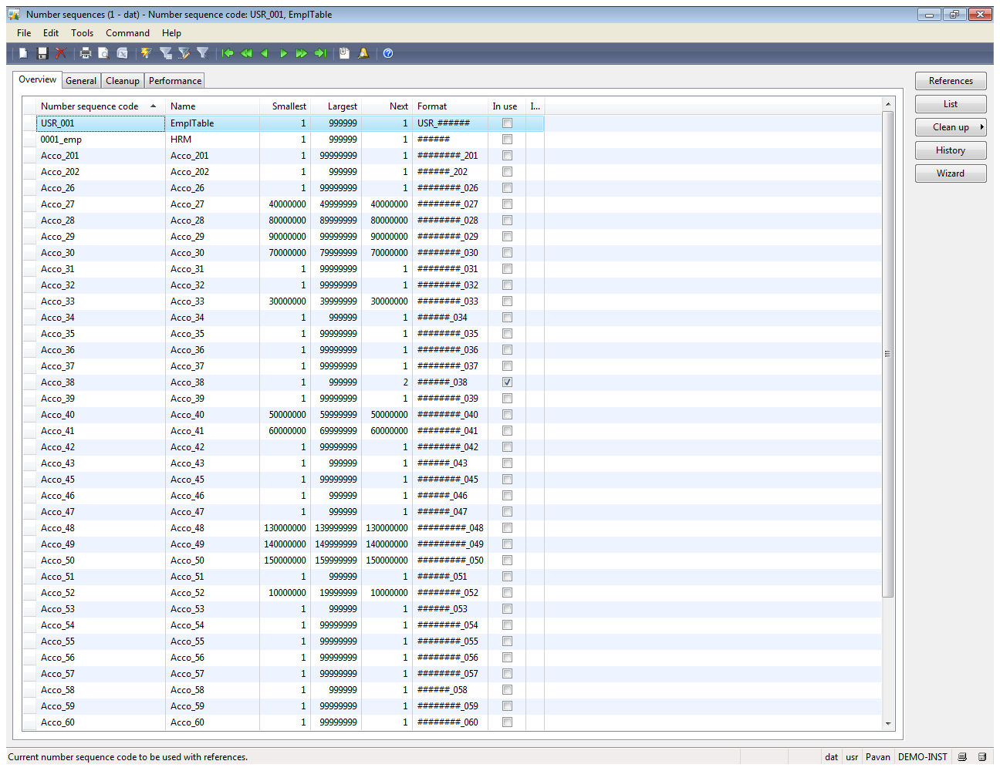 Number sequences (1 - dat) - Number sequence code: USR_001, EmplTable
File Edit Tools Command Help
Overview General Cleanup Performance
References
List
Clean up
History
Wizard
Number sequence code Name Smallest Largest Next Format In use I...
USR_001 EmplTable 1 999999 1 USR_######
0001_emp HRM 1 999999 1 ######
Acco_201 Acco_201 1 99999999 1 ########_201
Acco_202 Acco_202 1 999999 1 ######_202
Acco_26 Acco_26 1 99999999 1 ########_026
Acco_27 Acco_27 40000000 49999999 40000000 ########_027
Acco_28 Acco_28 80000000 89999999 80000000 ########_028
Acco_29 Acco_29 90000000 99999999 90000000 ########_029
Acco_30 Acco_30 70000000 79999999 70000000 ########_030
Acco_31 Acco_31 1 99999999 1 ########_031
Acco_32 Acco_32 1 99999999 1 ########_032
Acco_33 Acco_33 30000000 39999999 30000000 ########_033
Acco_34 Acco_34 1 999999 1 ######_034
Acco_35 Acco_35 1 99999999 1 ########_035
Acco_36 Acco_36 1 99999999 1 ########_036
Acco_37 Acco_37 1 99999999 1 ########_037
Acco_38 Acco_38 1 999999 2 ######_038
Acco_39 Acco_39 1 99999999 1 ########_039
Acco_40 Acco_40 50000000 59999999 50000000 ########_040
Acco_41 Acco_41 60000000 69999999 60000000 ########_041
Acco_42 Acco_42 1 99999999 1 ########_042
Acco_43 Acco_43 1 999999 1 ######_043
Acco_45 Acco_45 1 99999999 1 ########_045
Acco_46 Acco_46 1 999999 1 ######_046
Acco_47 Acco_47 1 999999 1 ######_047
Acco_48 Acco_48 130000000 139999999 130000000 #########_048
Acco_49 Acco_49 140000000 149999999 140000000 #########_049
Acco_50 Acco_50 150000000 159999999 150000000 #########_050
Acco_51 Acco_51 1 999999 1 ######_051
Acco_52 Acco_52 10000000 19999999 10000000 ########_052
Acco_53 Acco_53 1 999999 1 ######_053
Acco_54 Acco_54 1 99999999 1 ########_054
Acco_55 Acco_55 1 99999999 1 ########_055
Acco_56 Acco_56 1 99999999 1 ########_056
Acco_57 Acco_57 1 99999999 1 ########_057
Acco_58 Acco_58 1 999999 1 ######_058
Acco_59 Acco_59 1 99999999 1 ########_059
Acco_60 Acco_60 1 99999999 1 ########_060
Current number sequence code to be used with references. dat usr Pavan DEMO-INST